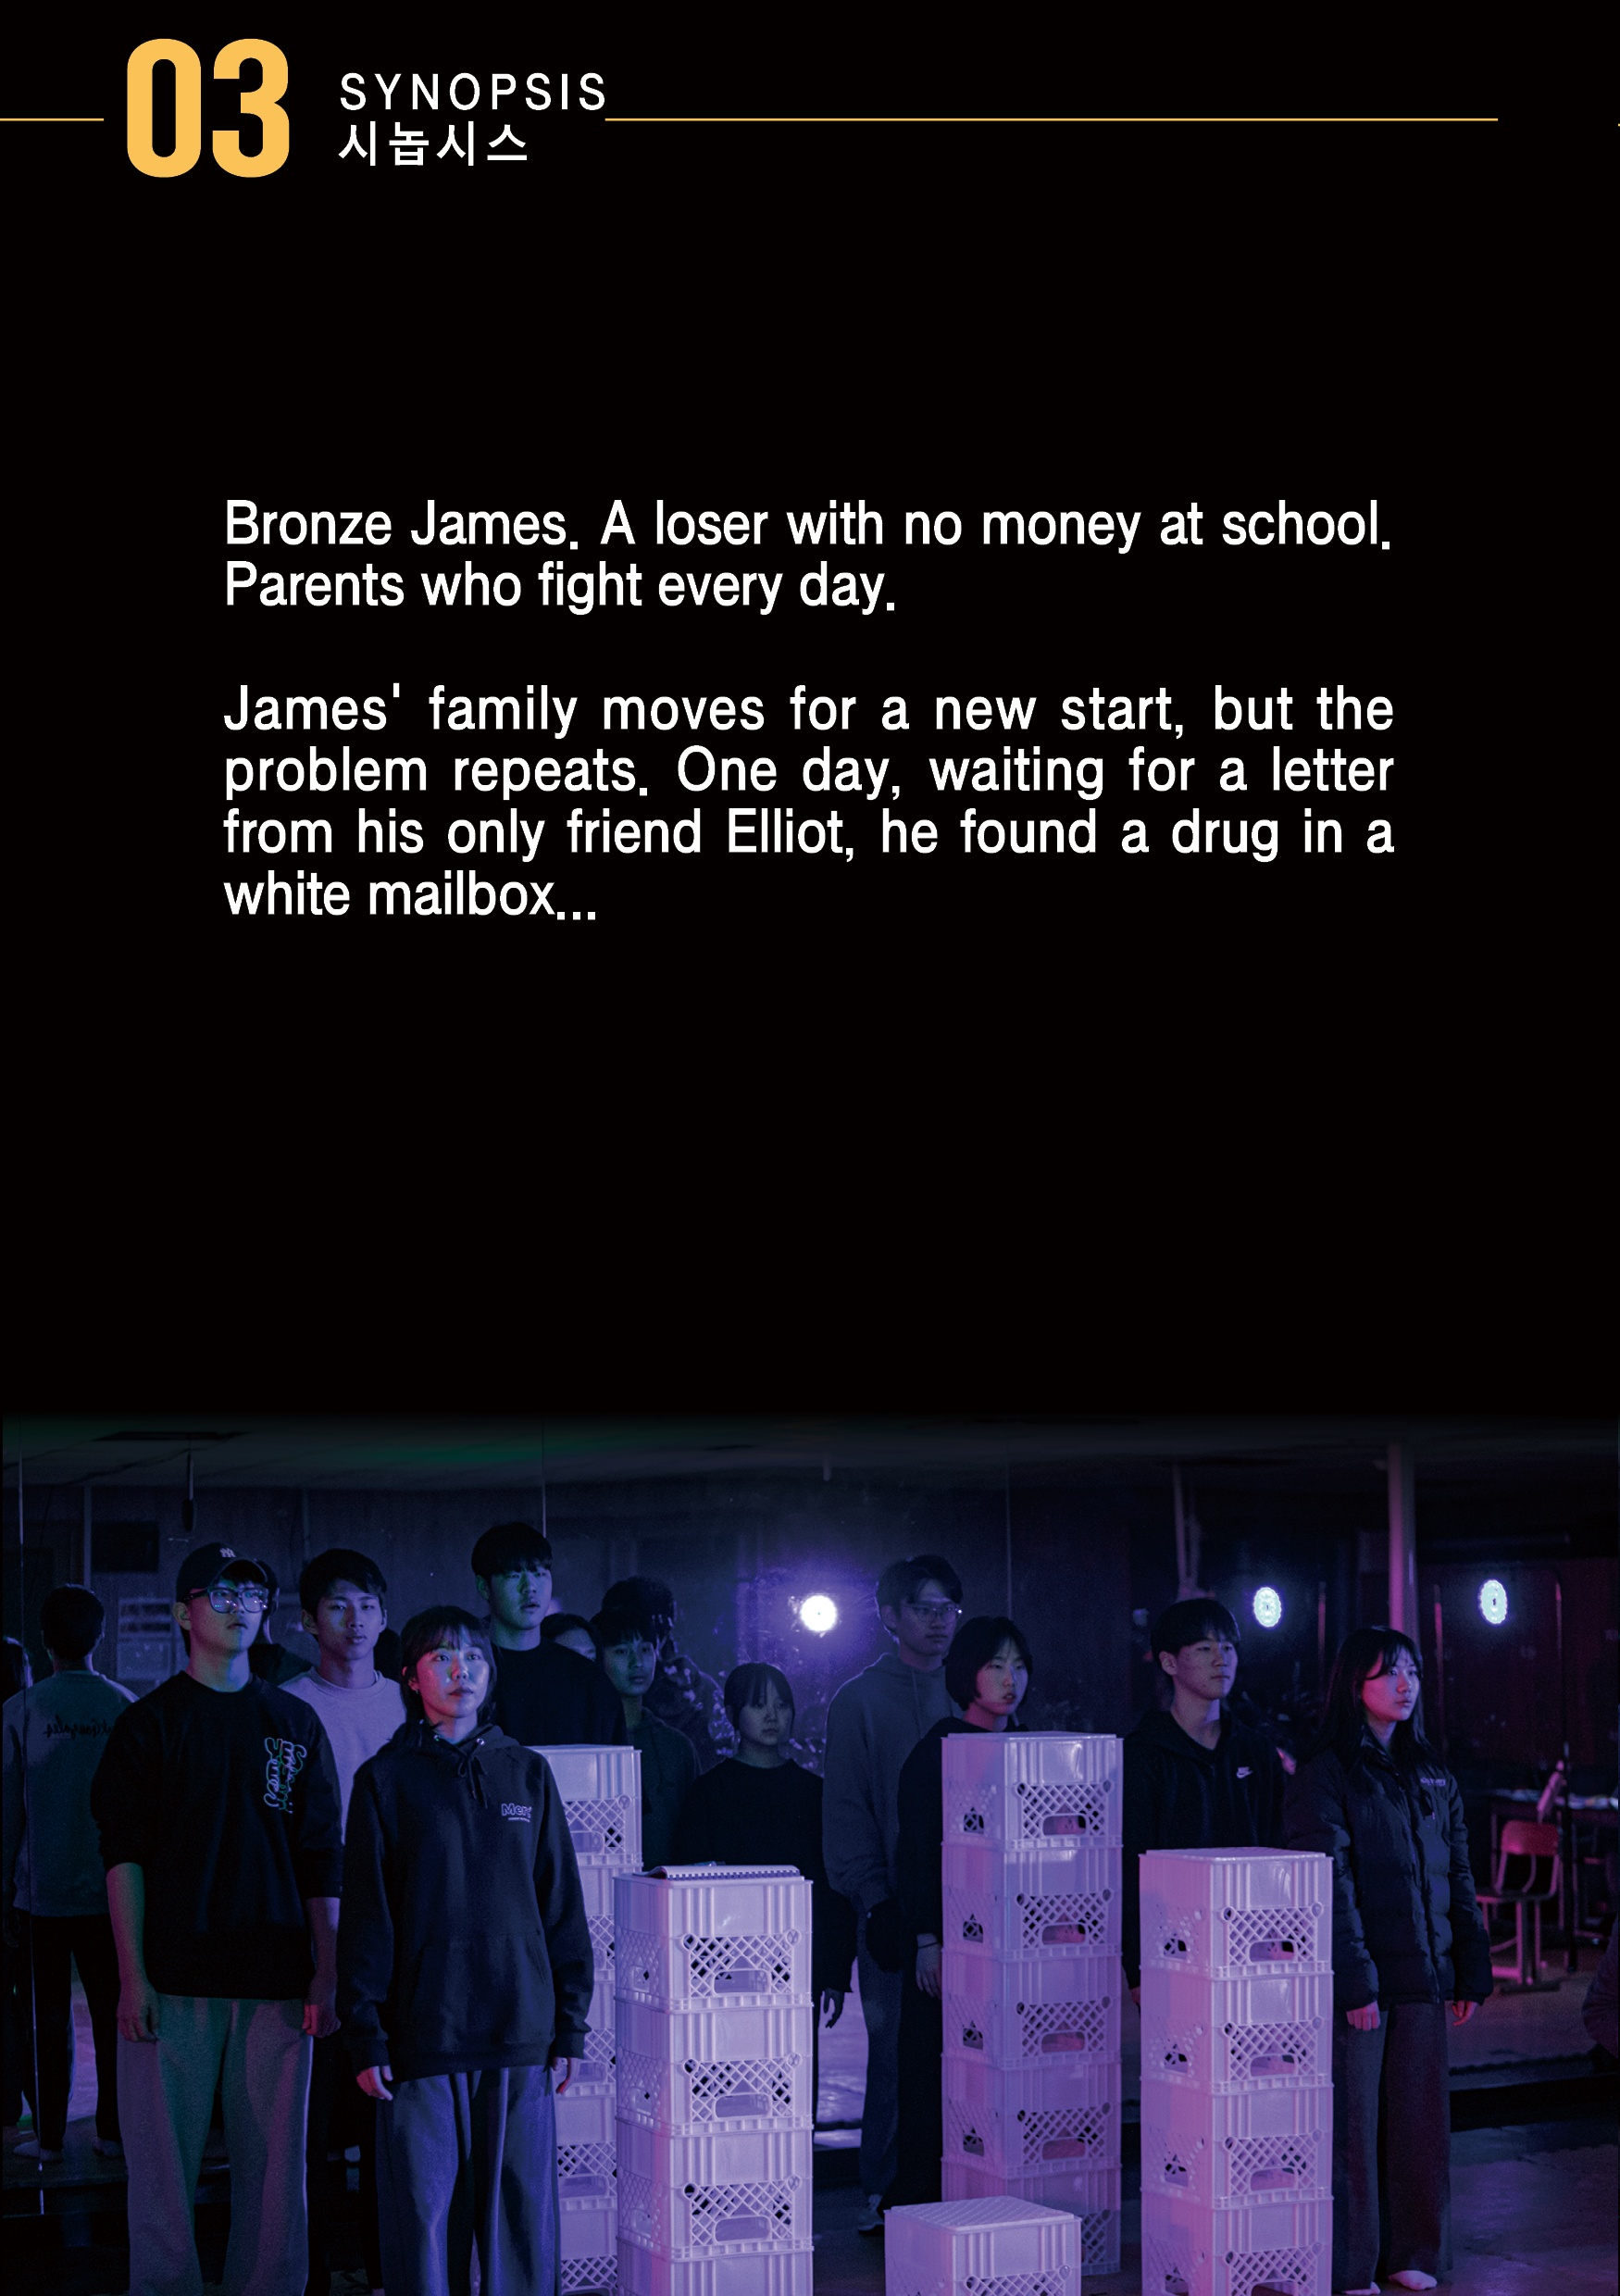 03
SYNOPSIS
시놉시스
Bronze James. A loser with no money at school.
Parents who fight every day.
James' family moves for a new start, but the
problem repeats. One day, waiting for a letter
from his only friend Elliot, he found a drug in a
white mailbox...